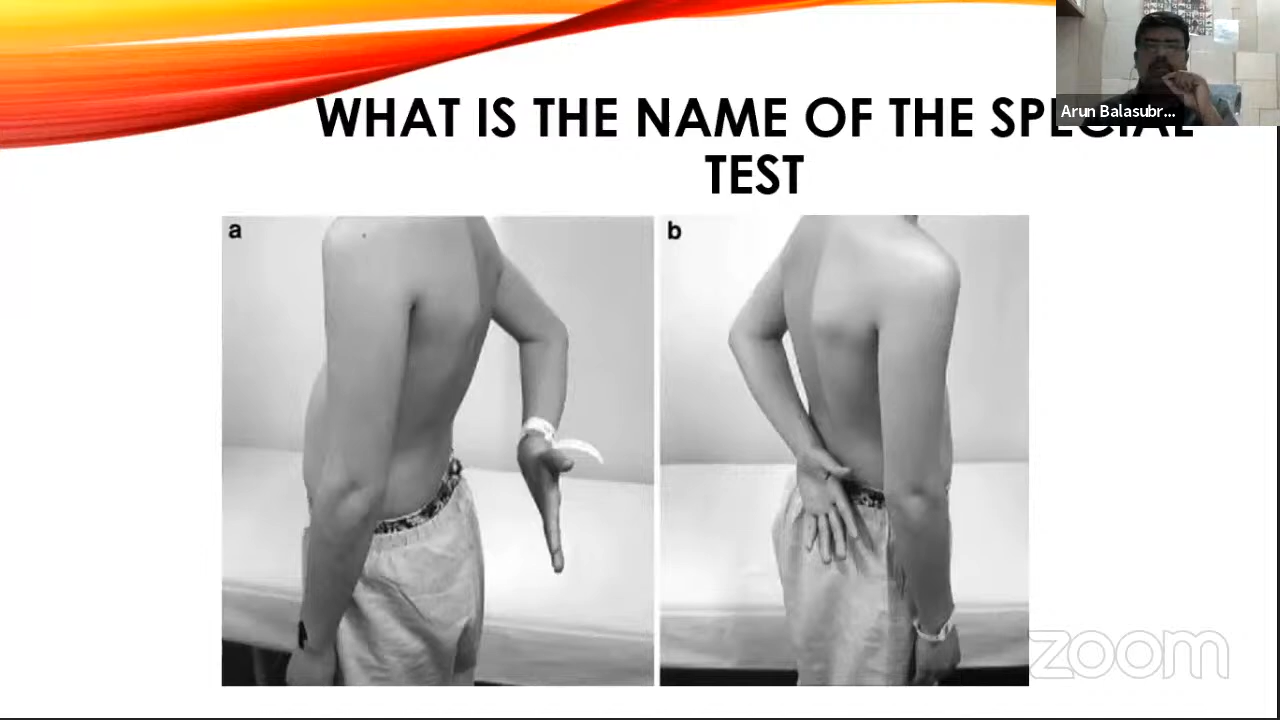 WHAT IS THE NAME OF THE SPECIAL
TEST
Arun Balasubr...
a
b
zoom